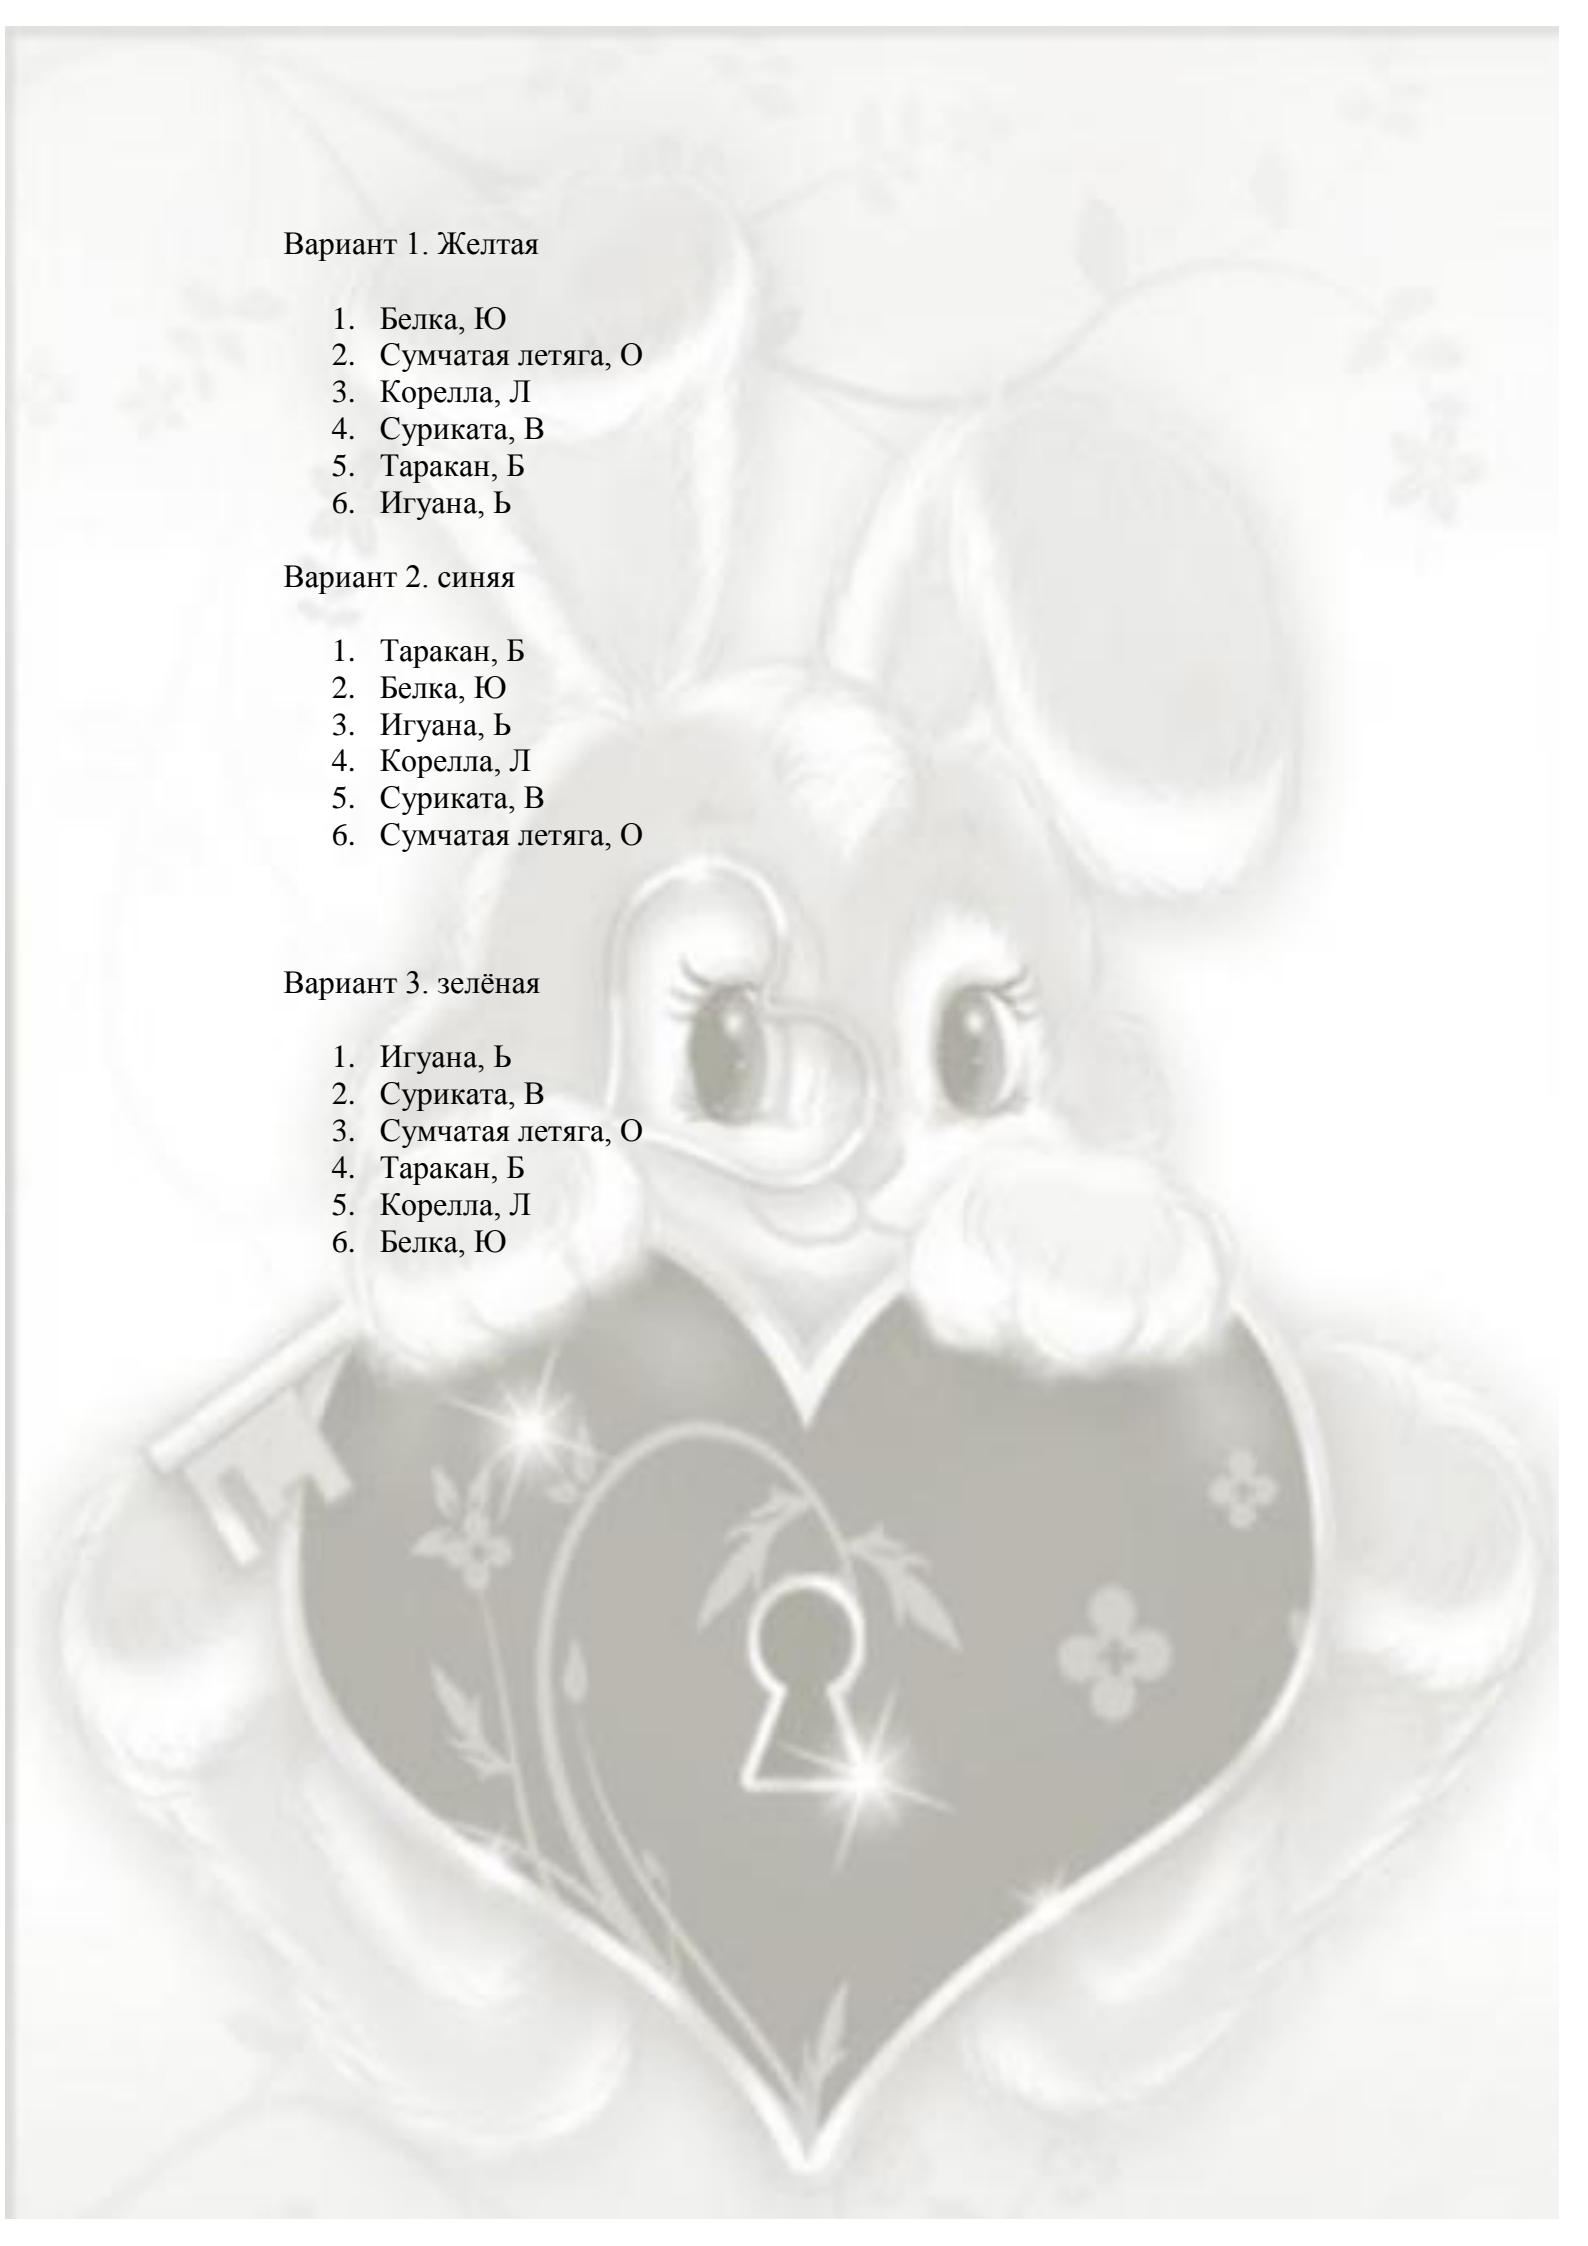 Вариант 1. Желтая
1. Белка, Ю
2. Сумчатая летяга, О
3. Корелла, Л
4. Суриката, В
5. Таракан, Б
6. Игуана, Ь
Вариант 2. синяя
1. Таракан, Б
2. Белка, Ю
3. Игуана, Ь
4. Корелла, Л
5. Суриката, В
6. Сумчатая летяга, О
Вариант 3. зелёная
1. Игуана, Ь
2. Суриката, В
3. Сумчатая летяга, О
4. Таракан, Б
5. Корелла, Л
6. Белка, Ю